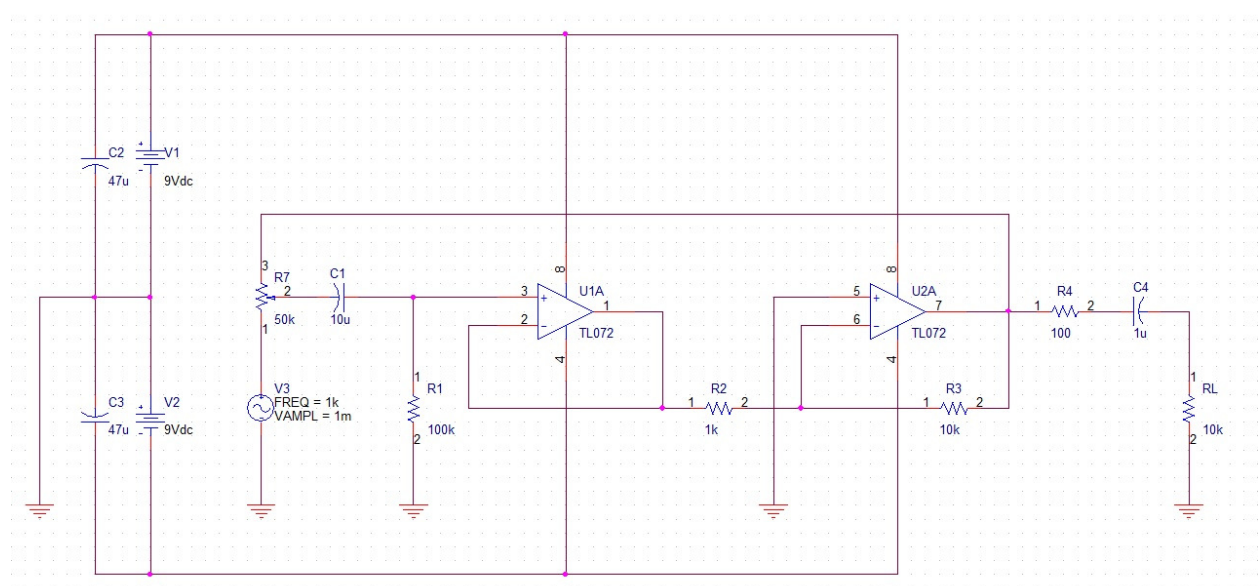 C2
47u
+
-
V1
9Vdc
3
R7
2
50k
1
C1
10u
8
3
+
U1A
1
2
-
TL072
4
8
5
+
U2A
7
6
-
TL072
4
1
R4
2
100
C4
1u
C3
47u
+
-
V2
9Vdc
V3
FREQ = 1k
VAMPL = 1m
+
-
1
R1
100k
2
1
R2
2
1k
1
R3
2
10k
1
RL
10k
2